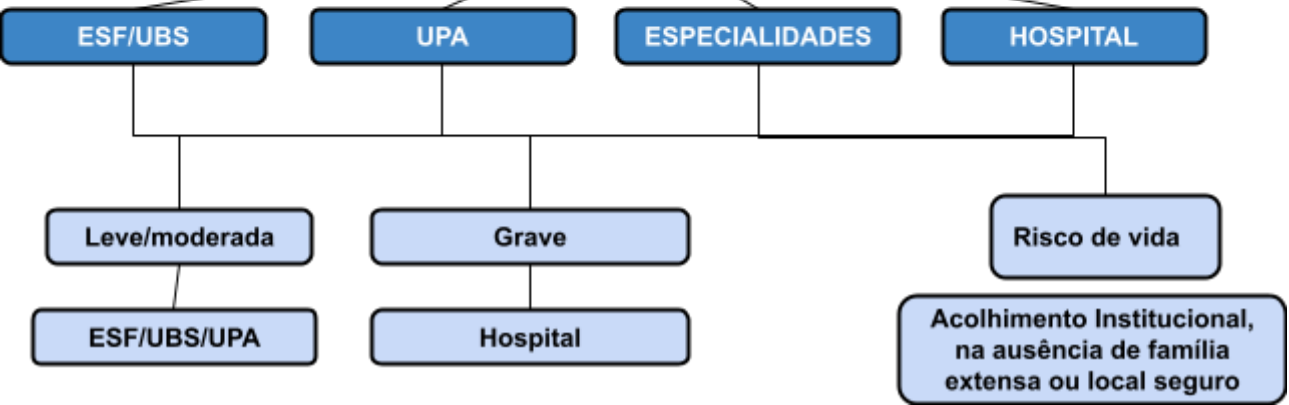 ESF/UBS
UPA
ESPECIALIDADES
HOSPITAL
Leve/moderada
Grave
Risco de vida
ESF/UBS/UPA
Hospital
Acolhimento Institucional,
na ausência de família
extensa ou local seguro